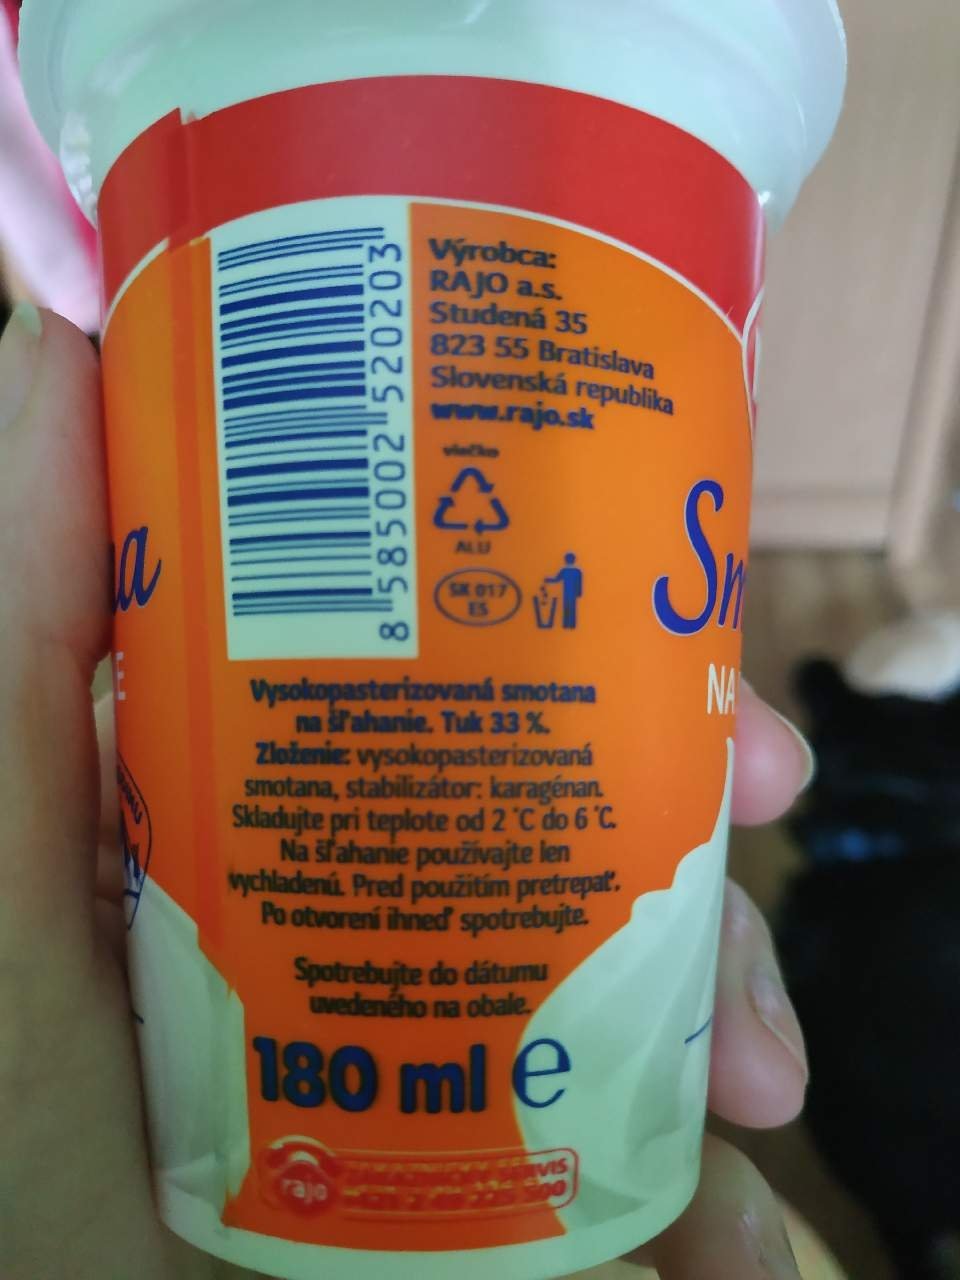 8 585002 520203
Výrobca:
RAJO a.s.
Studená 35
823 55 Bratislava
Slovenská republika
www.rajo.sk
viečko
ALU
SK 017
ES
a
E
Sm
NA
Vysokopasterizovaná smotana
na šľahanie. Tuk 33 %.
Zloženie: vysokopasterizovaná
smotana, stabilizátor: karagénan.
Skladujte pri teplote od 2 °C do 6 °C.
Na šľahanie používajte len
vychladenú. Pred použitím pretrepať.
Po otvorení ihneď spotrebujte.
Spotrebujte do dátumu
uvedeného na obale.
180 ml e
rajo